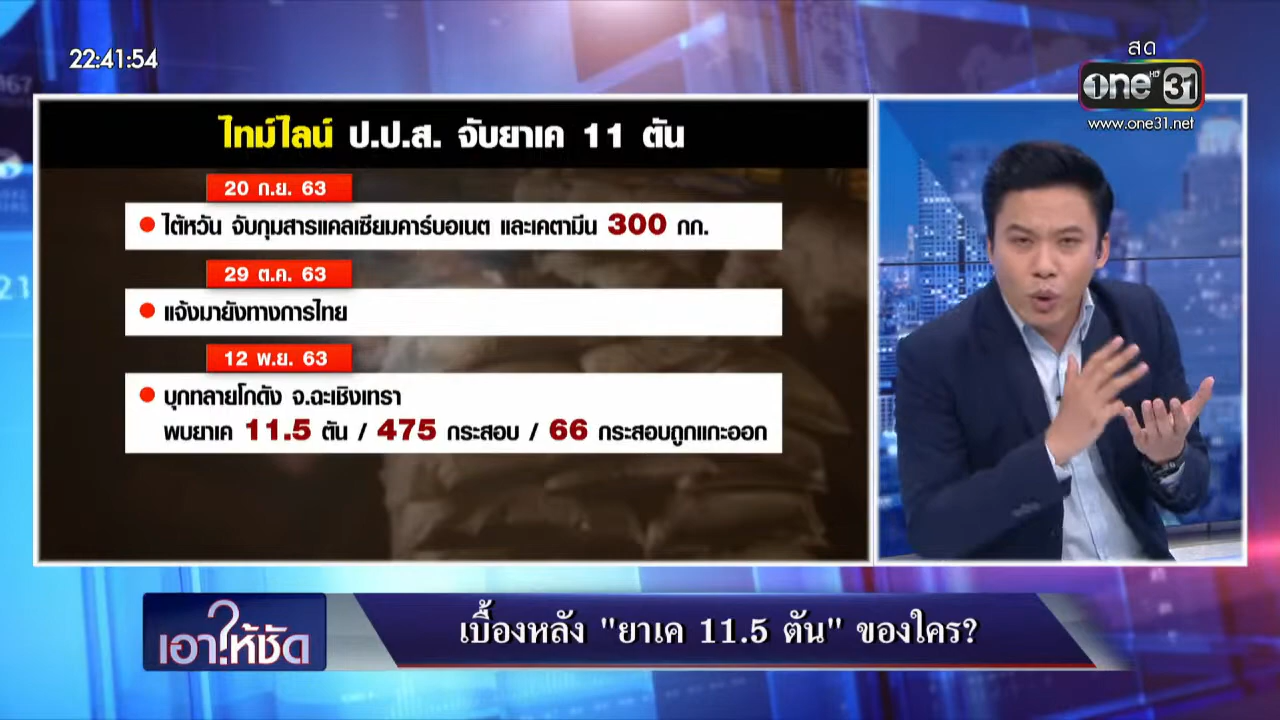 22:41:54
สด
one HD 31
www.one31.net
ไทม์ไลน์ ป.ป.ส. จับยาเค 11 ตัน
20 ก.ย. 63
ไต้หวัน จับกุมสารแคลเซียมคาร์บอเนต และเคตามีน 300 กก.
29 ต.ค. 63
แจ้งมายังทางการไทย
12 พ.ย. 63
บุกทลายโกดัง จ.ฉะเชิงเทรา
พบยาเค 11.5 ตัน / 475 กระสอบ / 66 กระสอบถูกแกะออก
เอาให้ชัด
เบื้องหลัง "ยาเค 11.5 ตัน" ของใคร?